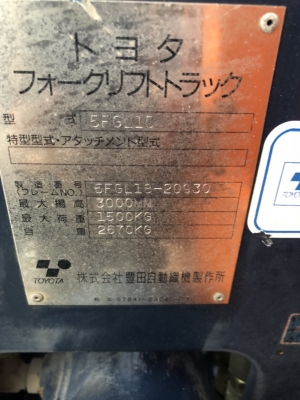 トヨタ
フォークリフトトラック
型 式 5FGL15
特型型式・アタッチメント型式
製造番号
(フレームNO.) 5FGL18-20930
最大揚高 3000MM
最大荷重 1500KG
自重 2670KG
TOYOTA 株式会社豊田自動織機製作所
TOYOTA